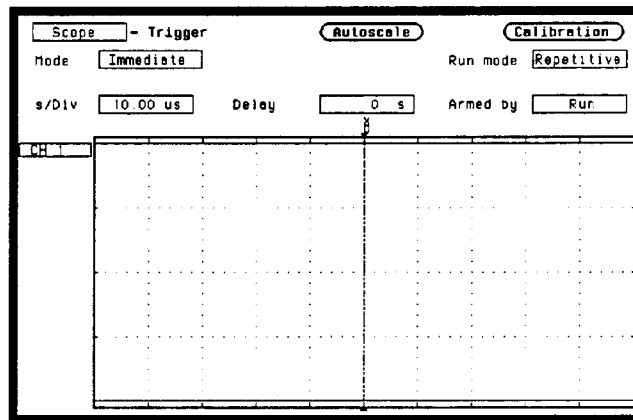 Scope - Trigger Autoscale Calibration
Mode Immediate Run mode Repetitive
s/Div 10.00 us Delay 0 s Armed by Run
CH 1